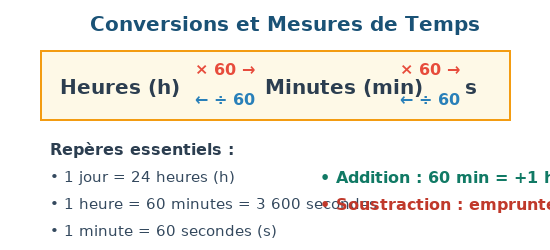 Conversions et Mesures de Temps
× 60 → × 60 →
Heures (h) Minutes (min) s
← ÷ 60 ← ÷ 60
Repères essentiels :
• 1 jour = 24 heures (h) • Addition : 60 min = +1 h
• 1 heure = 60 minutes = 3 600 secondes • Soustraction :
• 1 minute = 60 secondes (s)